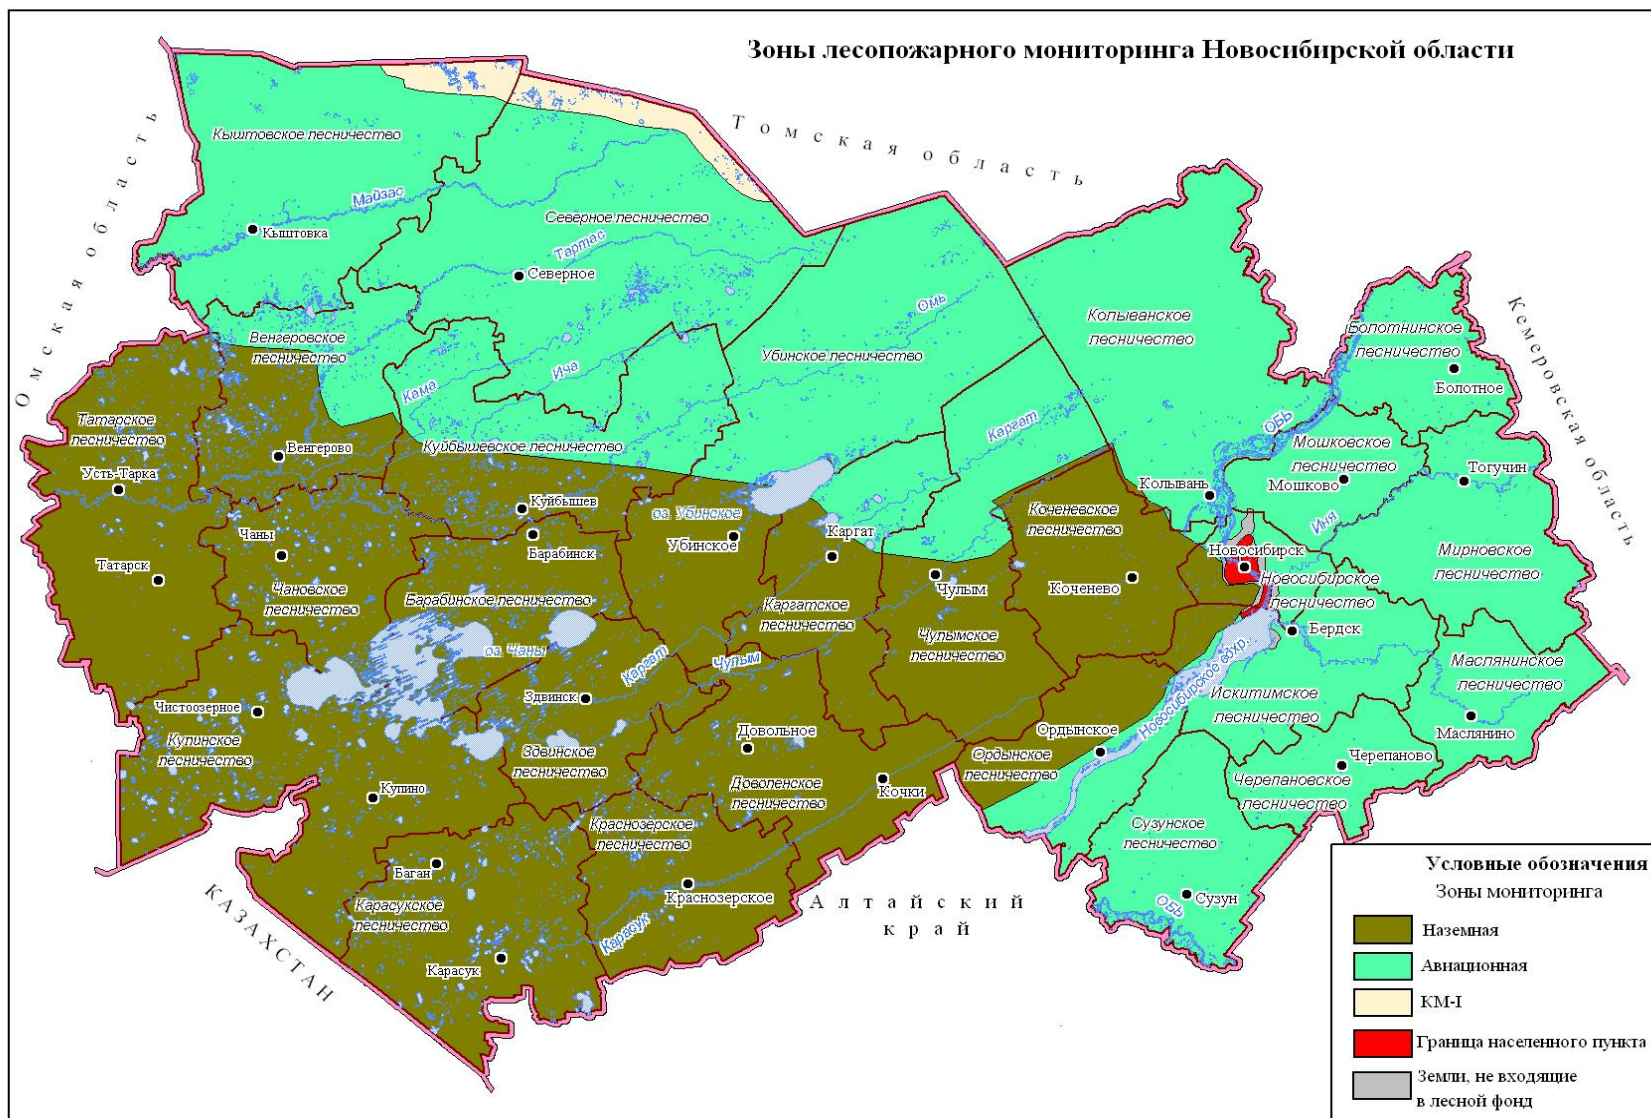 Зоны лесопожарного мониторинга Новосибирской области
Омская область
Томская область
Кемеровская область
Кыштовское лесничество
Майзас
Кыштовка
Северное лесничество
Тартас
Северное
Венгеровское
лесничество
Кама
Ича
Омь
Убинское лесничество
Колыванское
лесничество
Болотнинское
лесничество
Болотное
Татарское
лесничество
Усть-Тарка
Венгерово
Куйбышевское лесничество
Каргат
ОБЬ
Мошковское
лесничество
Мошково
Тогучин
Колывань
Куйбышев
оз. Убинское
Убинское
Каргат
Коченевское
лесничество
Иня
Чаны
Барабинск
Татарск
Чановское
лесничество
Барабинское лесничество
Каргатское
лесничество
Чулым
Коченево
Новосибирск
Новосибирское
лесничество
Мирновское
лесничество
Бердск
Чулымское
лесничество
оз. Чаны
Каргат
Чулым
Здвинск
Маслянинское
лесничество
Искитимское
лесничество
Новосибирское вдхр.
Чистоозерное
Купинское
лесничество
Здвинское
лесничество
Довольное
Доволенское
лесничество
Кочки
Ордынское
Ордынское
лесничество
Маслянино
Черепаново
Черепановское
лесничество
Купино
Краснозерское
лесничество
Сузунское
лесничество
Баган
Краснозерское
Карасукское
лесничество
Карасук
Карасук
Сузун
ОБЬ
КАЗАХСТАН
Алтайский
край
Условные обозначения
Зоны мониторинга
Наземная
Авиационная
КМ-I
Граница населенного пункта
Земли, не входящие
в лесной фонд